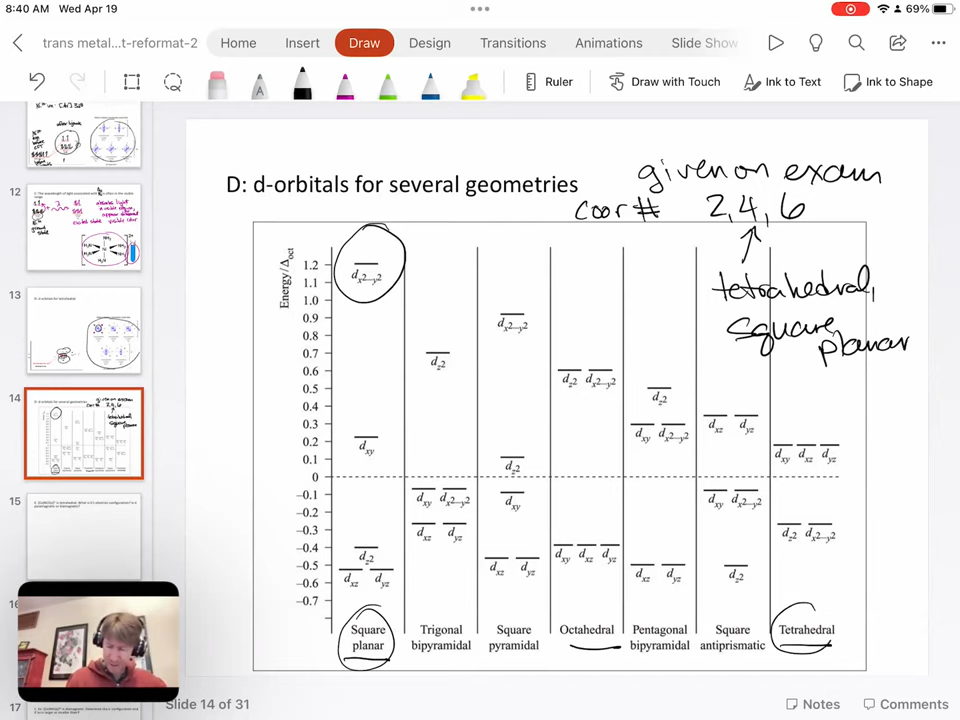 8:40 AM Wed Apr 19
69%
trans metal...t-reformat-2
Home
Insert
Draw
Design
Transitions
Animations
Slide Show
Ruler
Draw with Touch
Ink to Text
Ink to Shape
12
13
14
15
16
17
D: d-orbitals for several geometries
given on exam
coor # 2, 4, 6
tetrahedral,
square
planar
Energy/Δoct
1.2
1.1
1.0
0.9
0.8
0.7
0.6
0.5
0.4
0.3
0.2
0.1
0
–0.1
–0.2
–0.3
–0.4
–0.5
–0.6
–0.7
dx2–y2
dxy
dz2
dxz dyz
Square
planar
dz2
dxy dx2–y2
dxz dyz
Trigonal
bipyramidal
dx2–y2
dz2
dxy
dxz dyz
Square
pyramidal
dz2 dx2–y2
dxy dxz dyz
Octahedral
dz2
dxy dx2–y2
dxz dyz
Pentagonal
bipyramidal
dxz dyz
dxy dx2–y2
dz2
Square
antiprismatic
dxy dxz dyz
dz2 dx2–y2
Tetrahedral
Slide 14 of 31
Notes
Comments